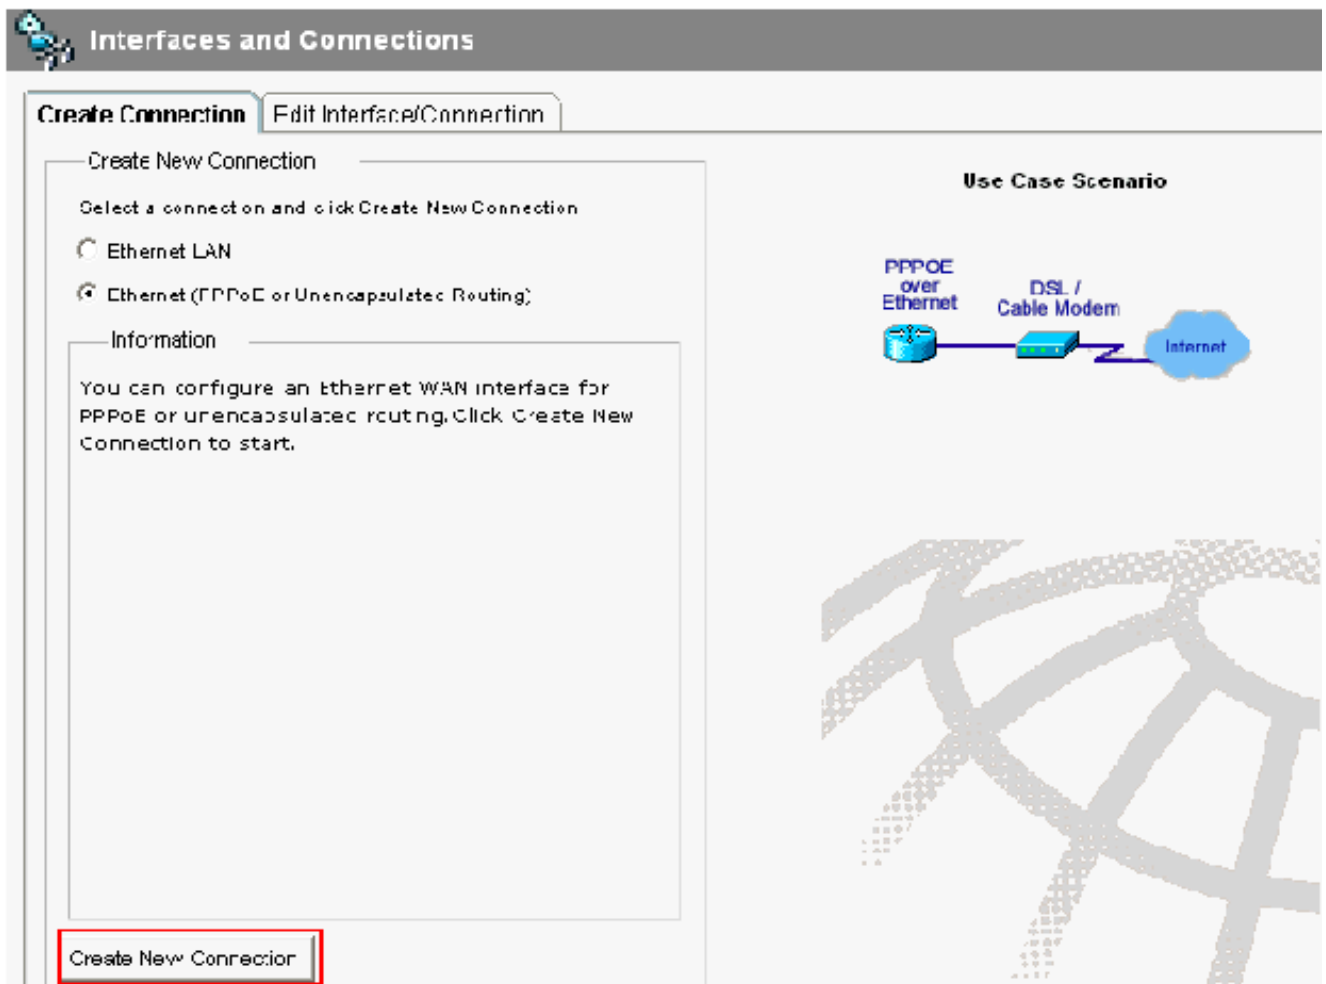 Interfaces and Connections
Create Connection
Edit Interface/Connection
Create New Connection
Select a connection and click Create New Connection
Ethernet LAN
Ethernet (PPPoE or Unencapsulated Routing)
Information
You can configure an Ethernet WAN interface for
PPPoE or unencapsulated routing. Click Create New
Connection to start.
Create New Connection
Use Case Scenario
PPPOE
over
Ethernet
DSL /
Cable Modem
Internet